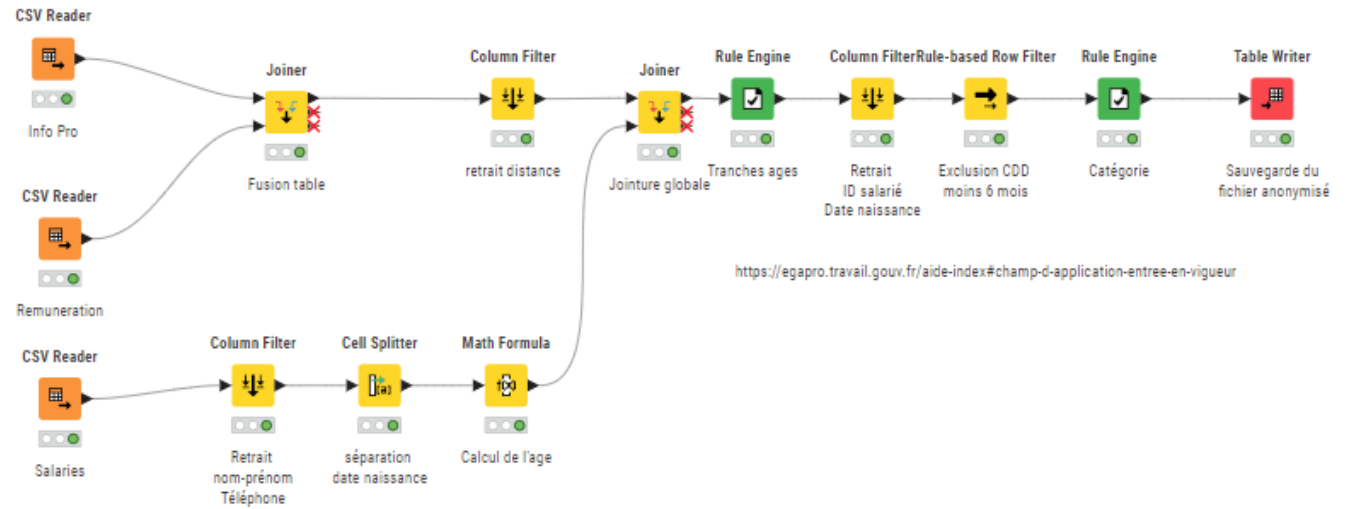 CSV Reader
Info Pro
Joiner
Fusion table
Column Filter
retrait distance
Joiner
Jointure globale
Rule Engine
Tranches ages
Column Filter
Retrait
ID salarié
Date naissance
Rule-based Row Filter
Exclusion CDD
moins 6 mois
Rule Engine
Catégorie
Table Writer
Sauvegarde du
fichier anonymisé
CSV Reader
Remuneration
https://egapro.travail.gouv.fr/aide-index#champ-d-application-entree-en-vigueur
CSV Reader
Salaries
Column Filter
Retrait
nom-prénom
Téléphone
Cell Splitter
séparation
date naissance
Math Formula
Calcul de l'age